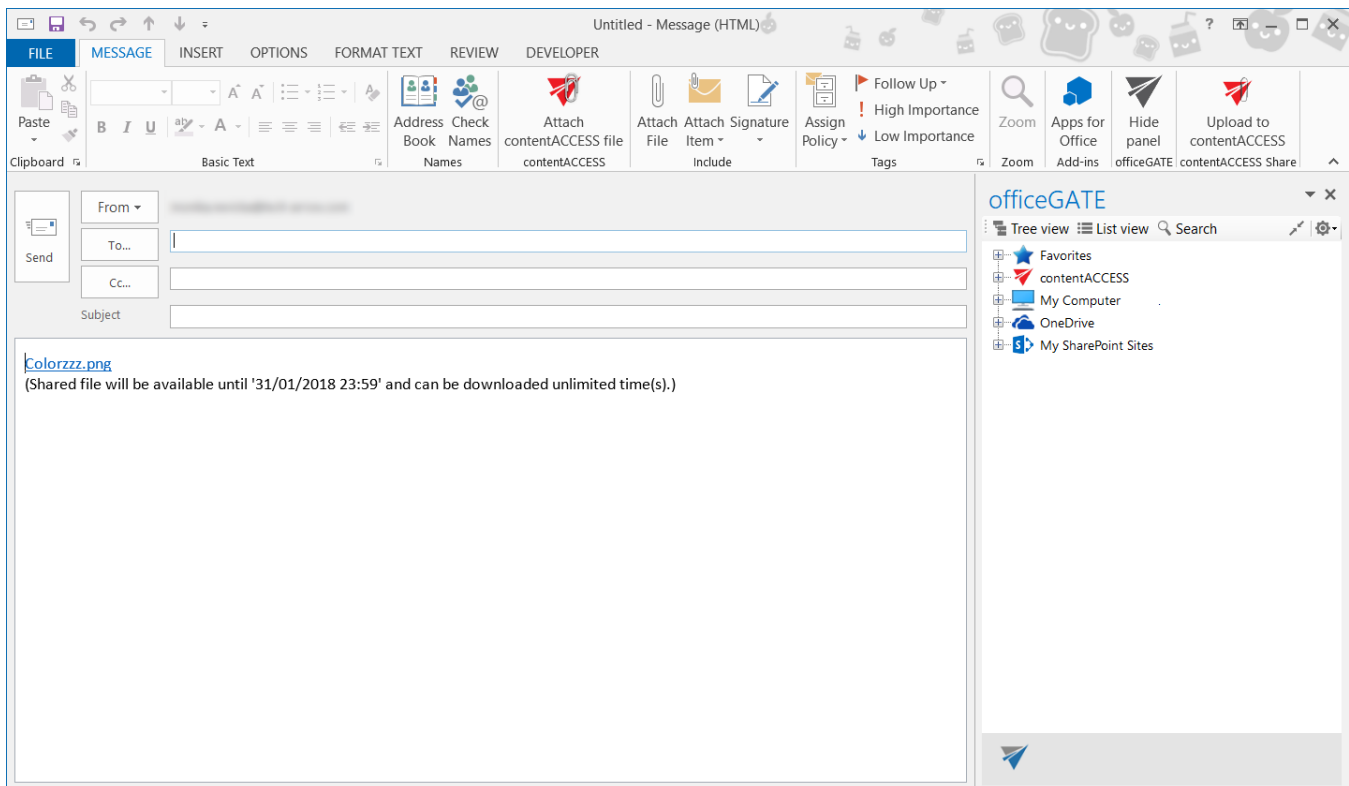 Untitled - Message (HTML)
?
FILE MESSAGE INSERT OPTIONS FORMAT TEXT REVIEW DEVELOPER
Paste
Clipboard
A A
B I U aby A
Basic Text
Address Book
Check Names
Names
Attach contentACCESS file
contentACCESS
Attach File
Attach Item
Signature
Include
Assign Policy
Follow Up
High Importance
Low Importance
Tags
Zoom
Zoom
Apps for Office
Add-ins
Hide panel
officeGATE
Upload to contentACCESS
contentACCESS Share
Send
From
To...
Cc...
Subject
Colorzzz.png
(Shared file will be available until '31/01/2018 23:59' and can be downloaded unlimited time(s).)
officeGATE
Tree view List view Search
Favorites
contentACCESS
My Computer
OneDrive
My SharePoint Sites